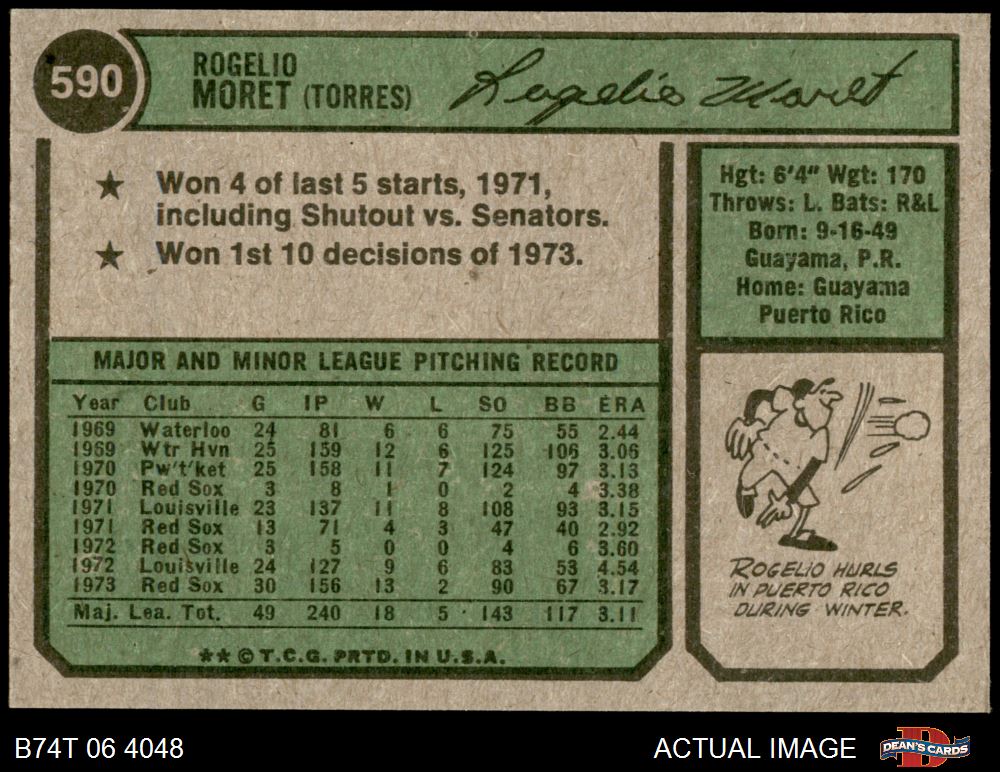 590
ROGELIO
MORET (TORRES)
Rogelio Moret
★ Won 4 of last 5 starts, 1971,
including Shutout vs. Senators.
★ Won 1st 10 decisions of 1973.
Hgt: 6'4" Wgt: 170
Throws: L. Bats: R&L
Born: 9-16-49
Guayama, P.R.
Home: Guayama
Puerto Rico
MAJOR AND MINOR LEAGUE PITCHING RECORD
Year Club G IP W L SO BB ERA
1969 Waterloo 24 81 6 6 75 55 2.44
1969 Wtr Hvn 25 159 12 6 125 106 3.06
1970 Pw't'ket 25 158 11 7 124 97 3.13
1970 Red Sox 3 8 1 0 2 4 3.38
1971 Louisville 23 137 11 8 108 93 3.15
1971 Red Sox 13 71 4 3 47 40 2.92
1972 Red Sox 3 5 0 0 4 6 3.60
1972 Louisville 24 127 9 6 83 53 4.54
1973 Red Sox 30 156 13 2 90 67 3.17
Maj. Lea. Tot. 49 240 18 5 143 117 3.11
★★ © T.C.G. PRTD. IN U.S.A.
ROGELIO HURLS
IN PUERTO RICO
DURING WINTER.
B74T 06 4048
ACTUAL IMAGE
D
DEAN'S CARDS